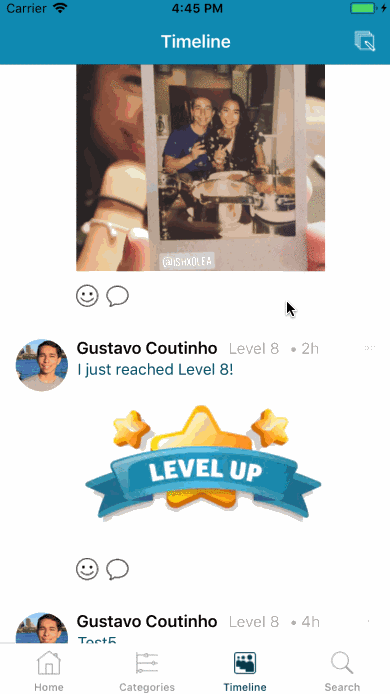 Carrier 4:45 PM
Timeline
@ISHXOLEA
Gustavo Coutinho Level 8 • 2h
I just reached Level 8!
LEVEL UP
Gustavo Coutinho Level 8 • 4h
Test5
Home Categories Timeline Search